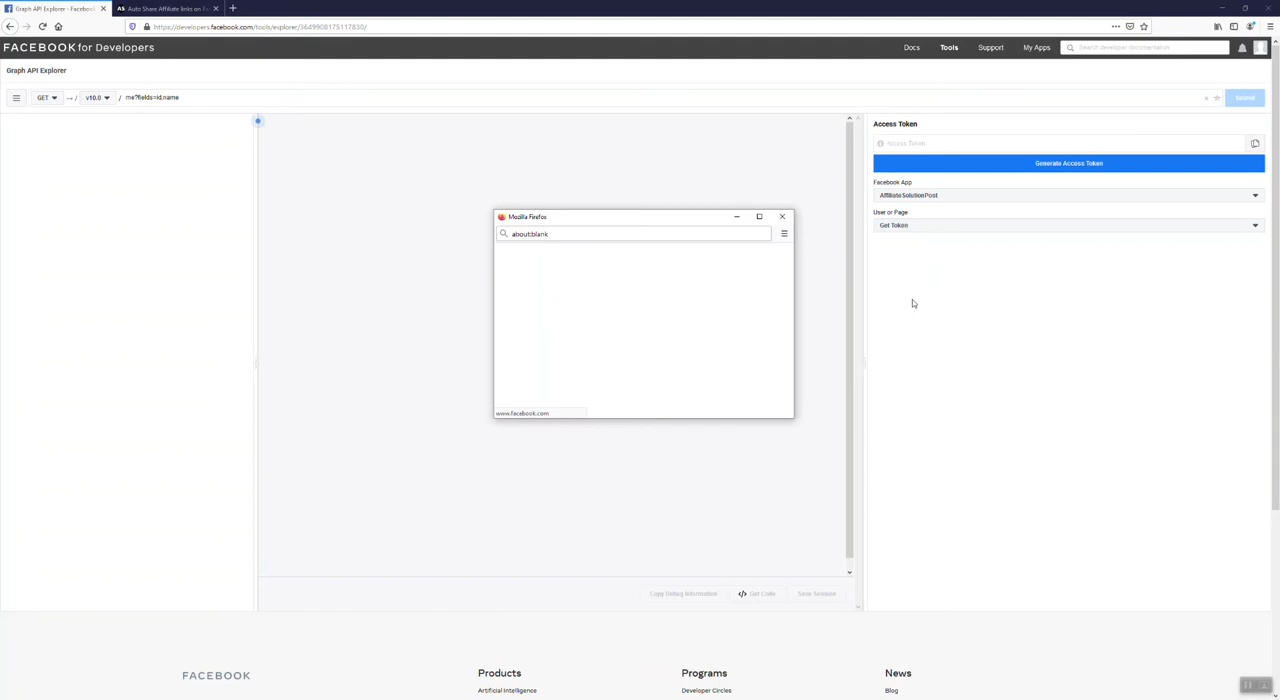 Graph API Explorer - Facebook
AS Auto Share Affiliate links on Fa
https://developers.facebook.com/tools/explorer/3649908175117830/
FACEBOOK for Developers
Docs
Tools
Support
My Apps
Search developer documentation
Graph API Explorer
GET
→ /
v10.0
/
me?fields=id,name
Submit
Access Token
Access Token
Generate Access Token
Facebook App
AffiliateSolutionPost
User or Page
Get Token
Mozilla Firefox
about:blank
www.facebook.com
Copy Debug Information
</> Get Code
Save Session
FACEBOOK
Products
Programs
News
Artificial Intelligence
Developer Circles
Blog